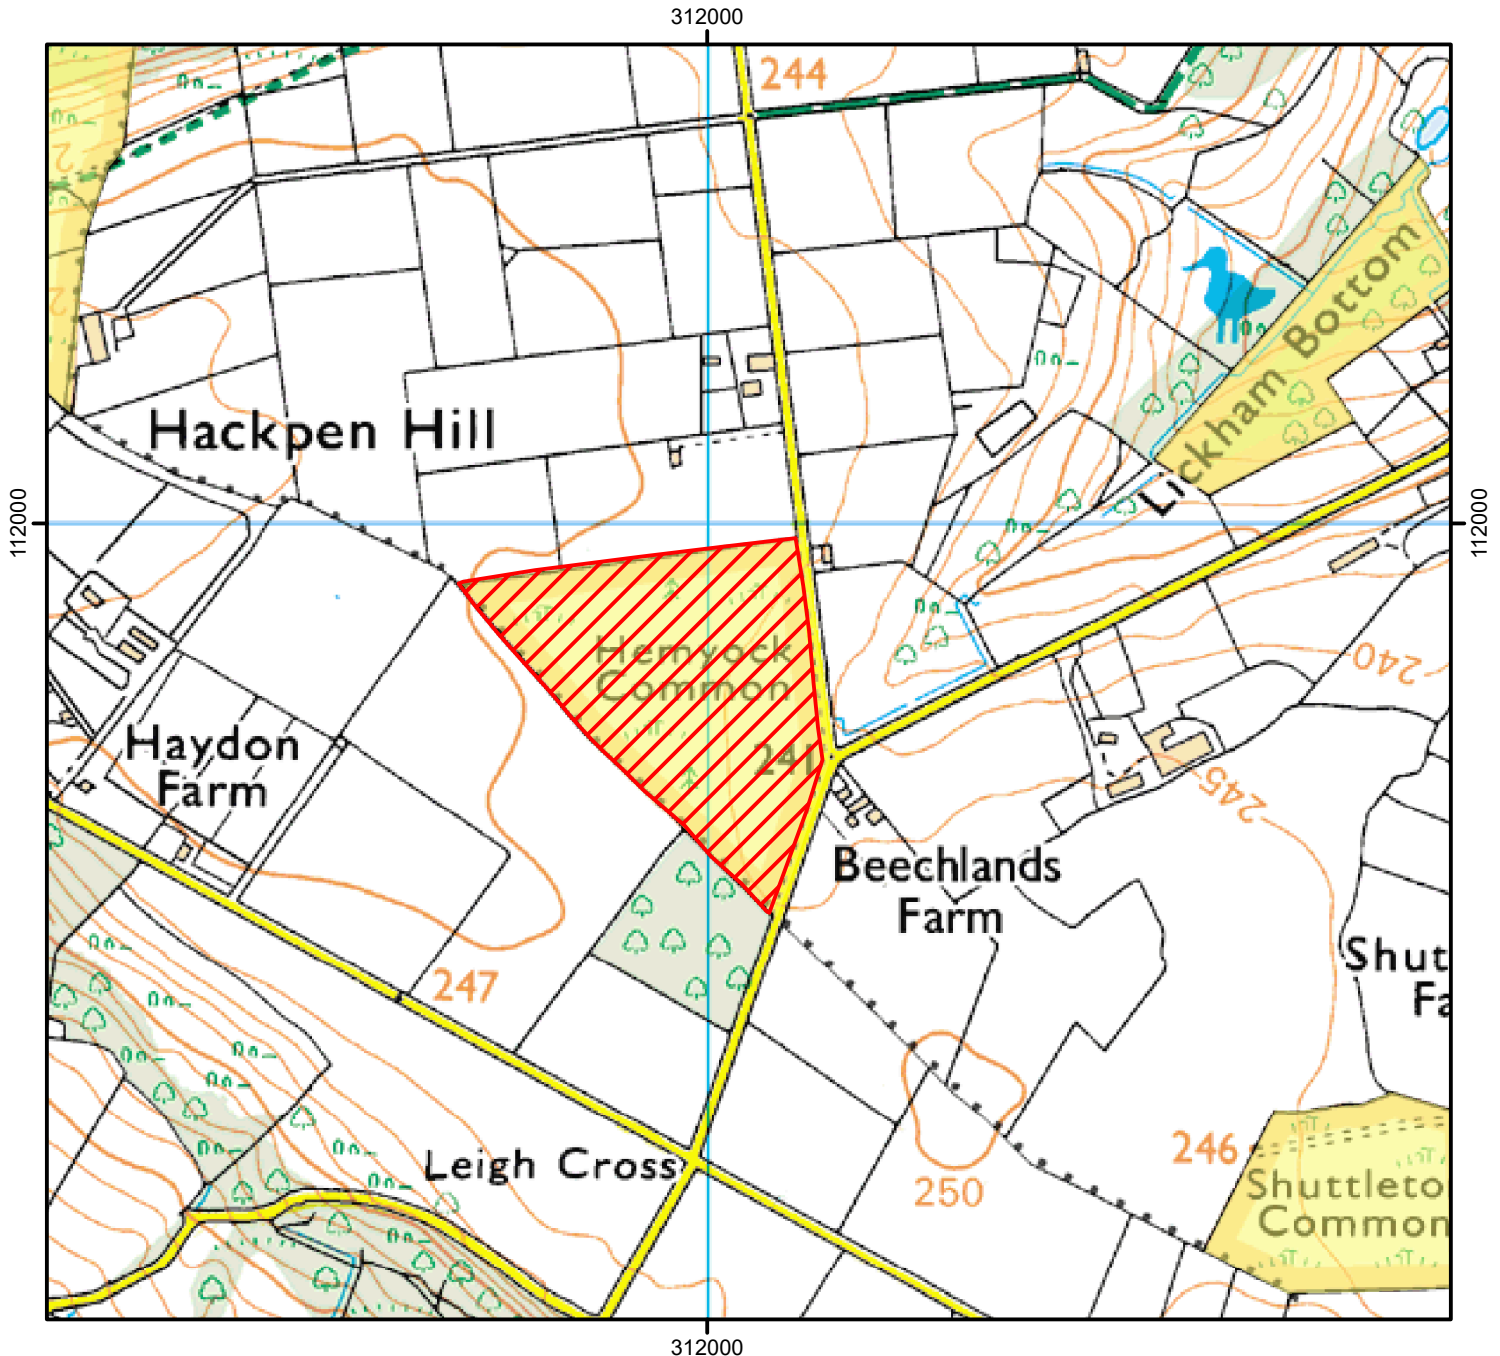 312000
244
ckham Bottom
Hackpen Hill
112000
112000
Hemyock
Common
240
241
Haydon
Farm
245
Beechlands
Farm
Shut
Fa
247
246
Leigh Cross
250
Shuttleto
Common
312000